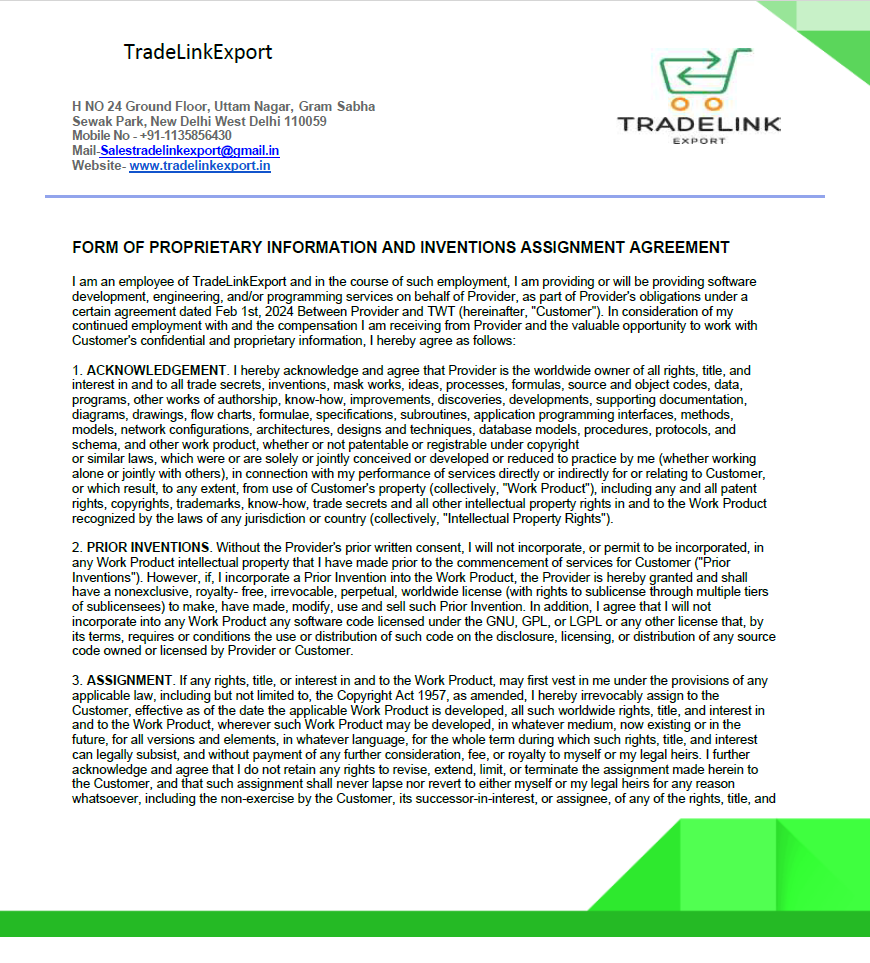 TradeLinkExport
H NO 24 Ground Floor, Uttam Nagar, Gram Sabha
Sewak Park, New Delhi West Delhi 110059
Mobile No - +91-1135856430
Mail-Salestradelinkexport@gmail.in
Website- www.tradelinkexport.in
TRADELINK
EXPORT
FORM OF PROPRIETARY INFORMATION AND INVENTIONS ASSIGNMENT AGREEMENT
I am an employee of TradeLinkExport and in the course of such employment, I am providing or will be providing software
development, engineering, and/or programming services on behalf of Provider, as part of Provider's obligations under a
certain agreement dated Feb 1st, 2024 Between Provider and TWT (hereinafter, "Customer"). In consideration of my
continued employment with and the compensation I am receiving from Provider and the valuable opportunity to work with
Customer's confidential and proprietary information, I hereby agree as follows:
1. ACKNOWLEDGEMENT. I hereby acknowledge and agree that Provider is the worldwide owner of all rights, title, and
interest in and to all trade secrets, inventions, mask works, ideas, processes, formulas, source and object codes, data,
programs, other works of authorship, know-how, improvements, discoveries, developments, supporting documentation,
diagrams, drawings, flow charts, formulae, specifications, subroutines, application programming interfaces, methods,
models, network configurations, architectures, designs and techniques, database models, procedures, protocols, and
schema, and other work product, whether or not patentable or registrable under copyright
or similar laws, which were or are solely or jointly conceived or developed or reduced to practice by me (whether working
alone or jointly with others), in connection with my performance of services directly or indirectly for or relating to Customer,
or which result, to any extent, from use of Customer's property (collectively, "Work Product"), including any and all patent
rights, copyrights, trademarks, know-how, trade secrets and all other intellectual property rights in and to the Work Product
recognized by the laws of any jurisdiction or country (collectively, "Intellectual Property Rights").
2. PRIOR INVENTIONS. Without the Provider's prior written consent, I will not incorporate, or permit to be incorporated, in
any Work Product intellectual property that I have made prior to the commencement of services for Customer ("Prior
Inventions"). However, if, I incorporate a Prior Invention into the Work Product, the Provider is hereby granted and shall
have a nonexclusive, royalty- free, irrevocable, perpetual, worldwide license (with rights to sublicense through multiple tiers
of sublicensees) to make, have made, modify, use and sell such Prior Invention. In addition, I agree that I will not
incorporate into any Work Product any software code licensed under the GNU, GPL, or LGPL or any other license that, by
its terms, requires or conditions the use or distribution of such code on the disclosure, licensing, or distribution of any source
code owned or licensed by Provider or Customer.
3. ASSIGNMENT. If any rights, title, or interest in and to the Work Product, may first vest in me under the provisions of any
applicable law, including but not limited to, the Copyright Act 1957, as amended, I hereby irrevocably assign to the
Customer, effective as of the date the applicable Work Product is developed, all such worldwide rights, title, and interest in
and to the Work Product, wherever such Work Product may be developed, in whatever medium, now existing or in the
future, for all versions and elements, in whatever language, for the whole term during which such rights, title, and interest
can legally subsist, and without payment of any further consideration, fee, or royalty to myself or my legal heirs. I further
acknowledge and agree that I do not retain any rights to revise, extend, limit, or terminate the assignment made herein to
the Customer, and that such assignment shall never lapse nor revert to either myself or my legal heirs for any reason
whatsoever, including the non-exercise by the Customer, its successor-in-interest, or assignee, of any of the rights, title, and